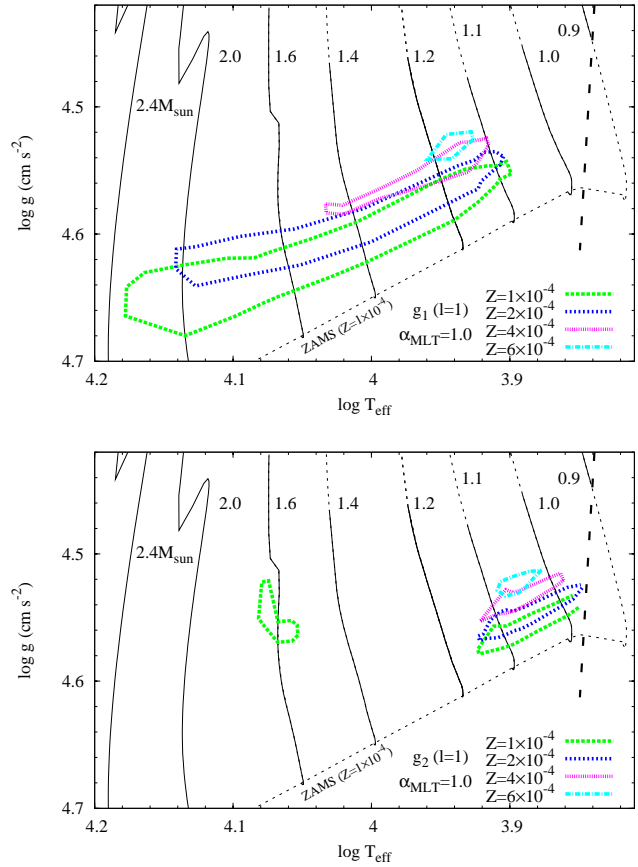 4.5
4.6
4.7
log g (cm s⁻²)
2.4M_sun
2.0
1.6
1.4
1.2
1.1
1.0
0.9
ZAMS (Z=1×10⁻⁴)
g₁ (l=1)
α_MLT=1.0
Z=1×10⁻⁴
Z=2×10⁻⁴
Z=4×10⁻⁴
Z=6×10⁻⁴
4.2
4.1
4
3.9
log T_eff
4.5
4.6
4.7
log g (cm s⁻²)
2.4M_sun
2.0
1.6
1.4
1.2
1.1
1.0
0.9
ZAMS (Z=1×10⁻⁴)
g₂ (l=1)
α_MLT=1.0
Z=1×10⁻⁴
Z=2×10⁻⁴
Z=4×10⁻⁴
Z=6×10⁻⁴
4.2
4.1
4
3.9
log T_eff